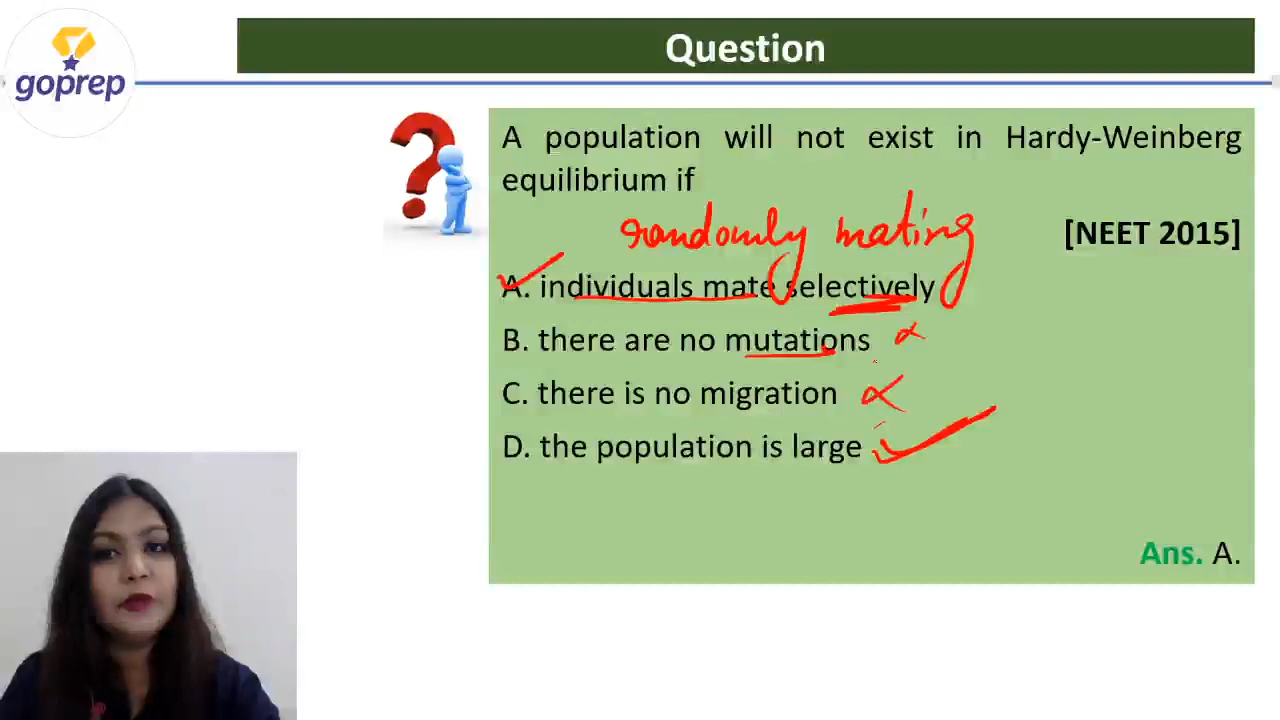 goprep
Question
A population will not exist in Hardy-Weinberg
equilibrium if
randomly mating
[NEET 2015]
A. individuals mate selectively
B. there are no mutations
C. there is no migration
D. the population is large
Ans. A.